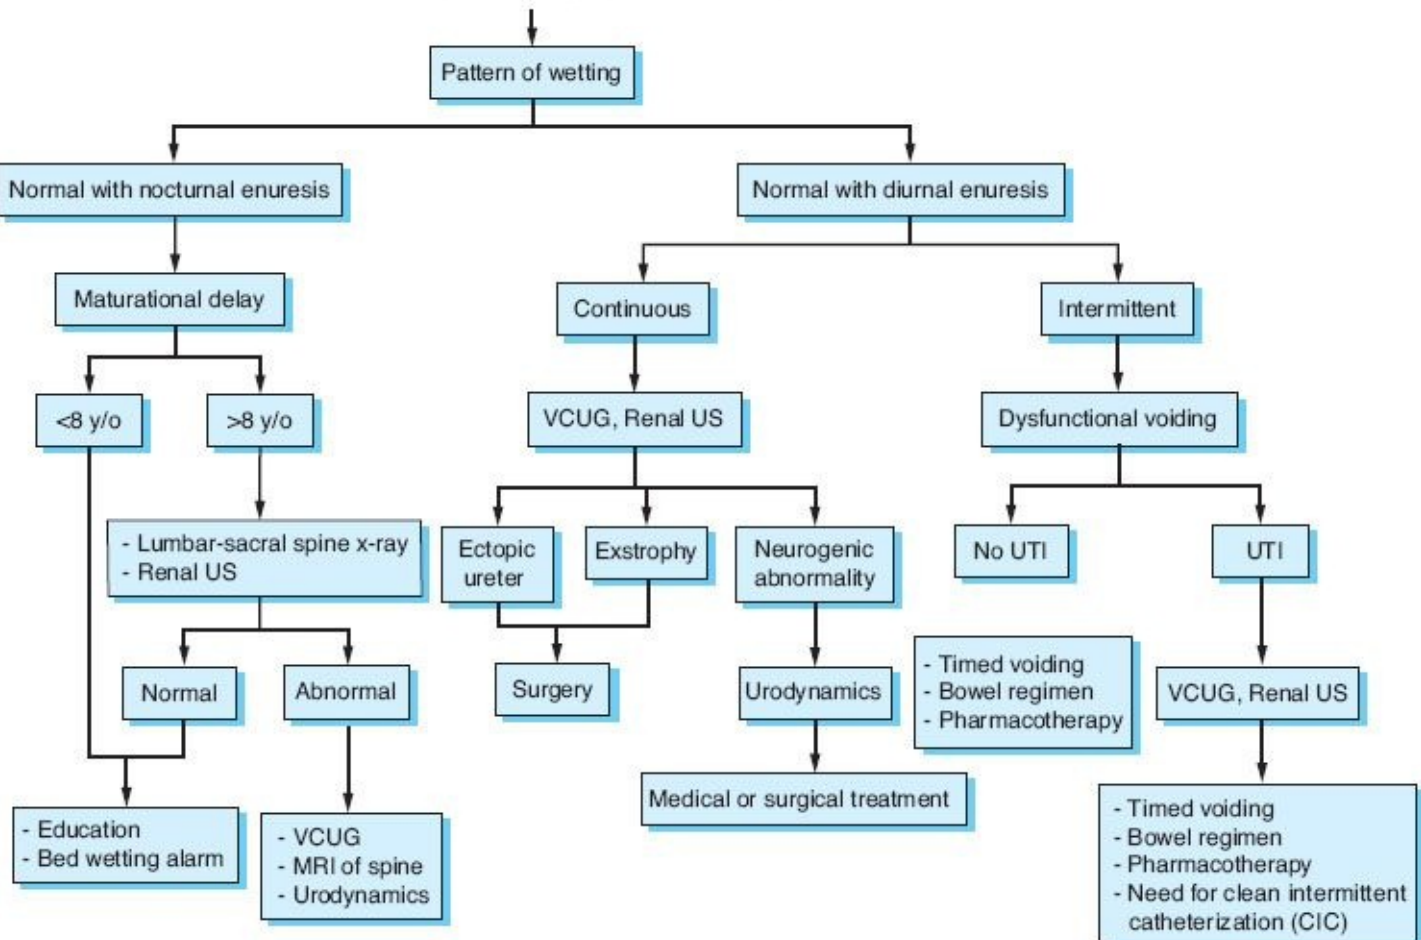 Pattern of wetting
Normal with nocturnal enuresis
Normal with diurnal enuresis
Maturational delay
Continuous
Intermittent
<8 y/o
>8 y/o
VCUG, Renal US
Dysfunctional voiding
- Lumbar-sacral spine x-ray
- Renal US
Ectopic
ureter
Exstrophy
Neurogenic
abnormality
No UTI
UTI
Normal
Abnormal
Surgery
Urodynamics
- Timed voiding
- Bowel regimen
- Pharmacotherapy
VCUG, Renal US
Medical or surgical treatment
- Education
- Bed wetting alarm
- VCUG
- MRI of spine
- Urodynamics
- Timed voiding
- Bowel regimen
- Pharmacotherapy
- Need for clean intermittent
catheterization (CIC)